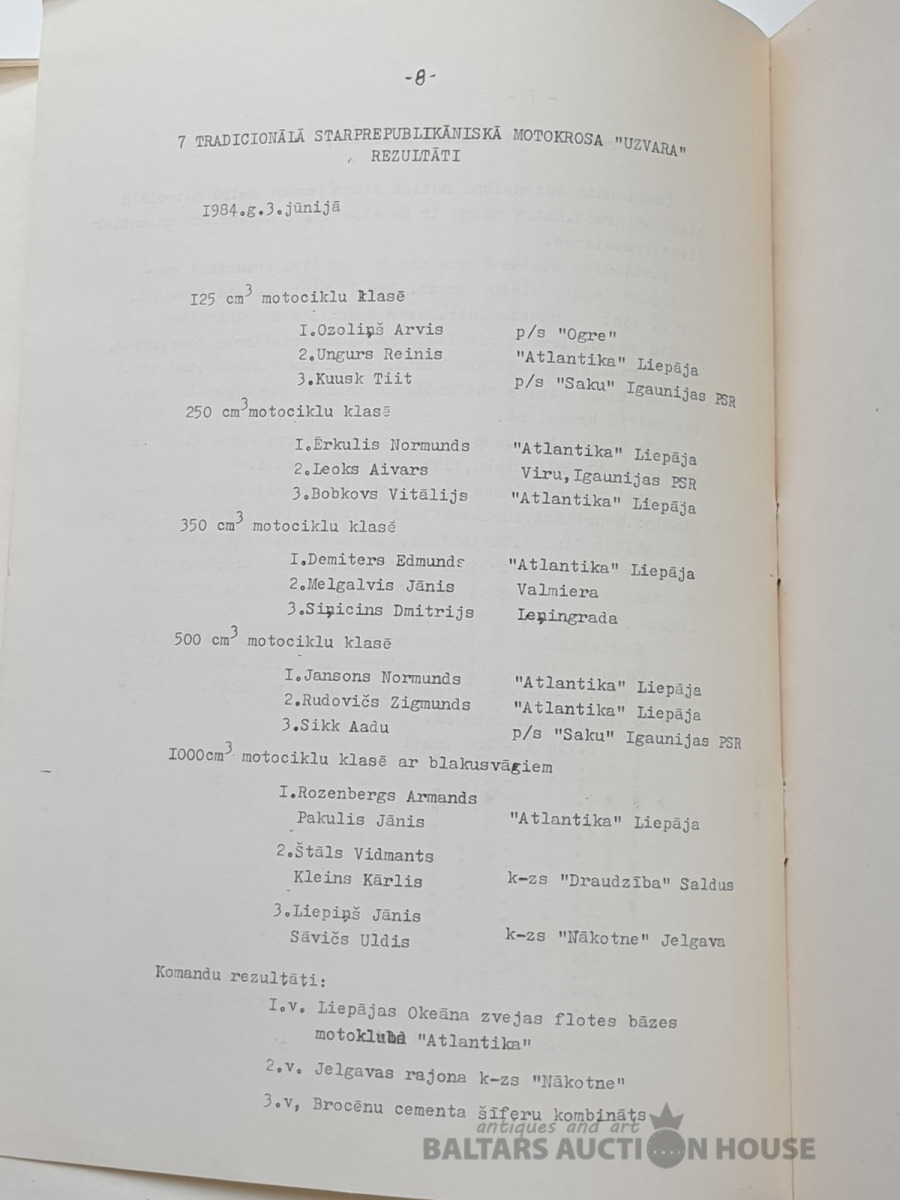 -8-
7 TRADICIONĀLĀ STARPREPUBLIKĀNISKĀ MOTOKROSA "UZVARA"
REZULTĀTI
I984.g.3.jūnijā
I25 cm3 motociklu klasē
I.Ozoliņš Arvis p/s "Ogre"
2.Ungurs Reinis "Atlantika" Liepāja
3.Kuusk Tiit p/s "Saku" Igaunijas PSR
250 cm3motociklu klasē
I.Ērkulis Normunds "Atlantika" Liepāja
2.Leoks Aivars Viru,Igaunijas PSR
3.Bobkovs Vitālijs "Atlantika" Liepāja
350 cm3 motociklu klasē
I.Demiters Edmunds "Atlantika" Liepāja
2.Melgalvis Jānis Valmiera
3.Siņicins Dmitrijs Ļeņingrada
500 cm3 motociklu klasē
I.Jansons Normunds "Atlantika" Liepāja
2.Rudovičs Zigmunds "Atlantika" Liepāja
3.Sikk Aadu p/s "Saku" Igaunijas PSR
I000cm3 motociklu klasē ar blakusvāģiem
I.Rozenbergs Armands
Pakulis Jānis "Atlantika" Liepāja
2.Štāls Vidmants
Kleins Kārlis k-zs "Draudzība" Saldus
3.Liepiņš Jānis
Sāvičs Uldis k-zs "Nākotne" Jelgava
Komandu rezultāti:
I.v. Liepājas Okeāna zvejas flotes bāzes
motokluba "Atlantika"
2.v. Jelgavas rajona k-zs "Nākotne"
3.v, Brocēnu cementa šīferu kombināts
antiques and art
BALTARS AUCTION HOUSE